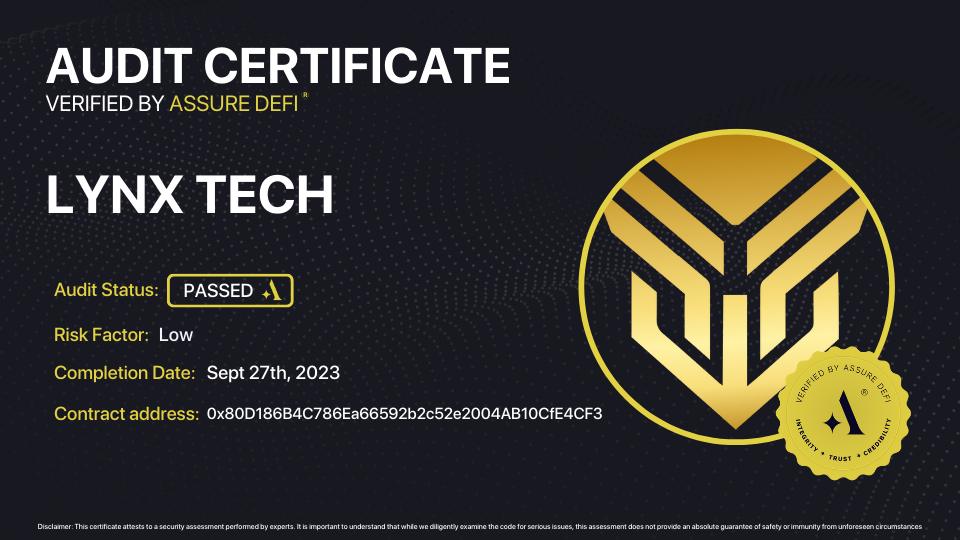 AUDIT CERTIFICATE
VERIFIED BY ASSURE DEFI ®
LYNX TECH
Audit Status: PASSED
Risk Factor: Low
Completion Date: Sept 27th, 2023
Contract address: 0x80D186B4C786Ea66592b2c52e2004AB10CfE4CF3
VERIFIED BY ASSURE DEFI
®
INTEGRITY + TRUST + CREDIBILITY
Disclaimer: This certificate attests to a security assessment performed by experts. It is important to understand that while we diligently examine the code for serious issues, this assessment does not provide an absolute guarantee of safety or immunity from unforeseen circumstances